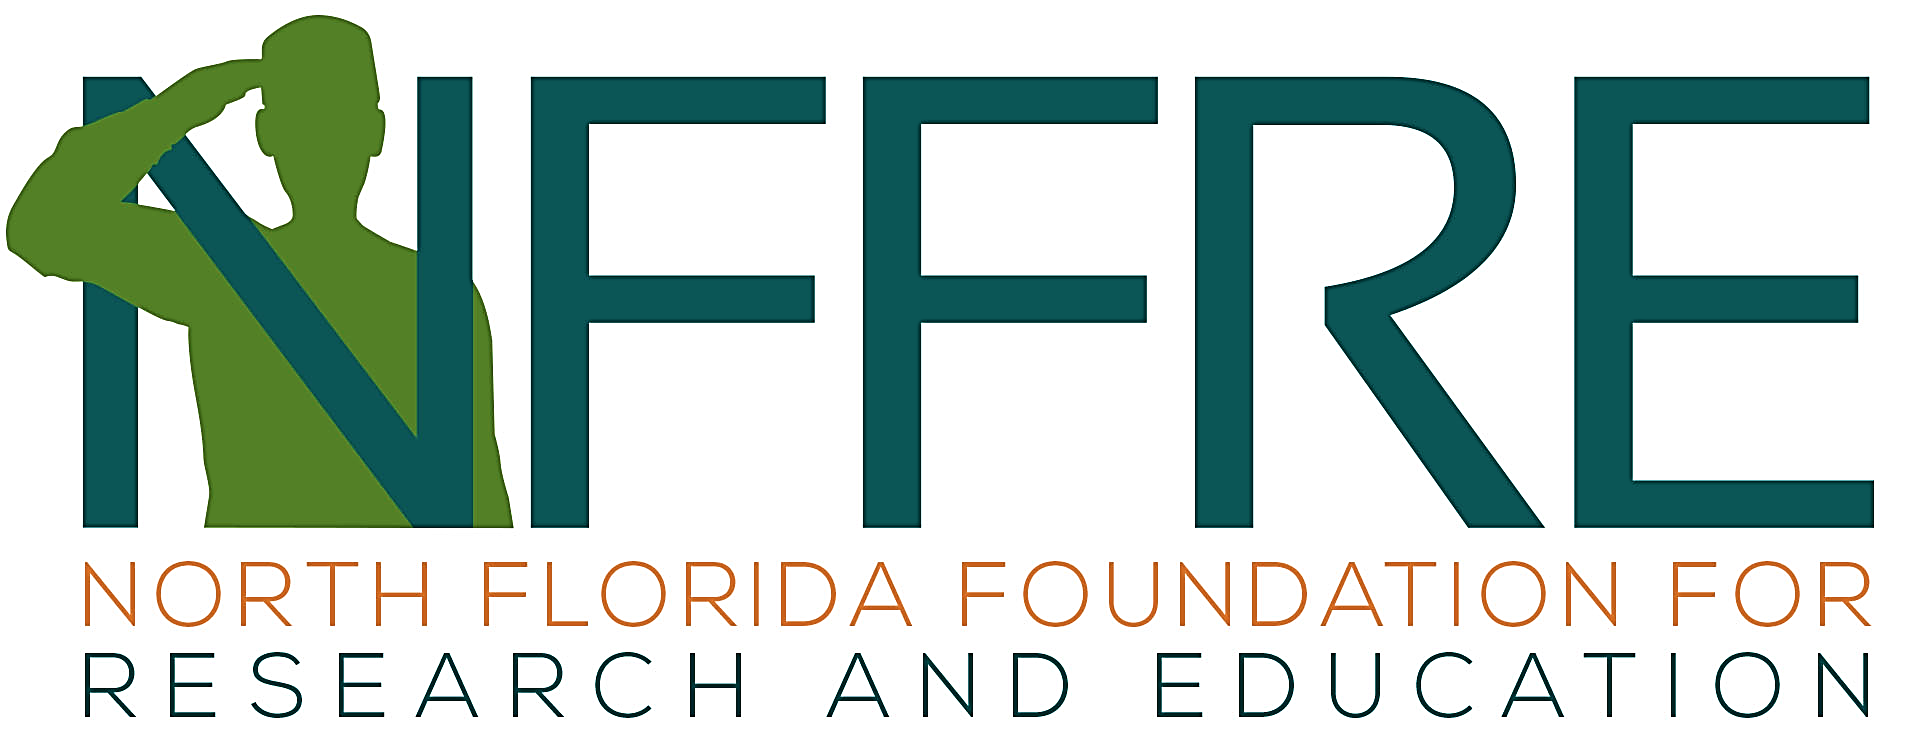 NFFRE
NORTH FLORIDA FOUNDATION FOR
RESEARCH AND EDUCATION